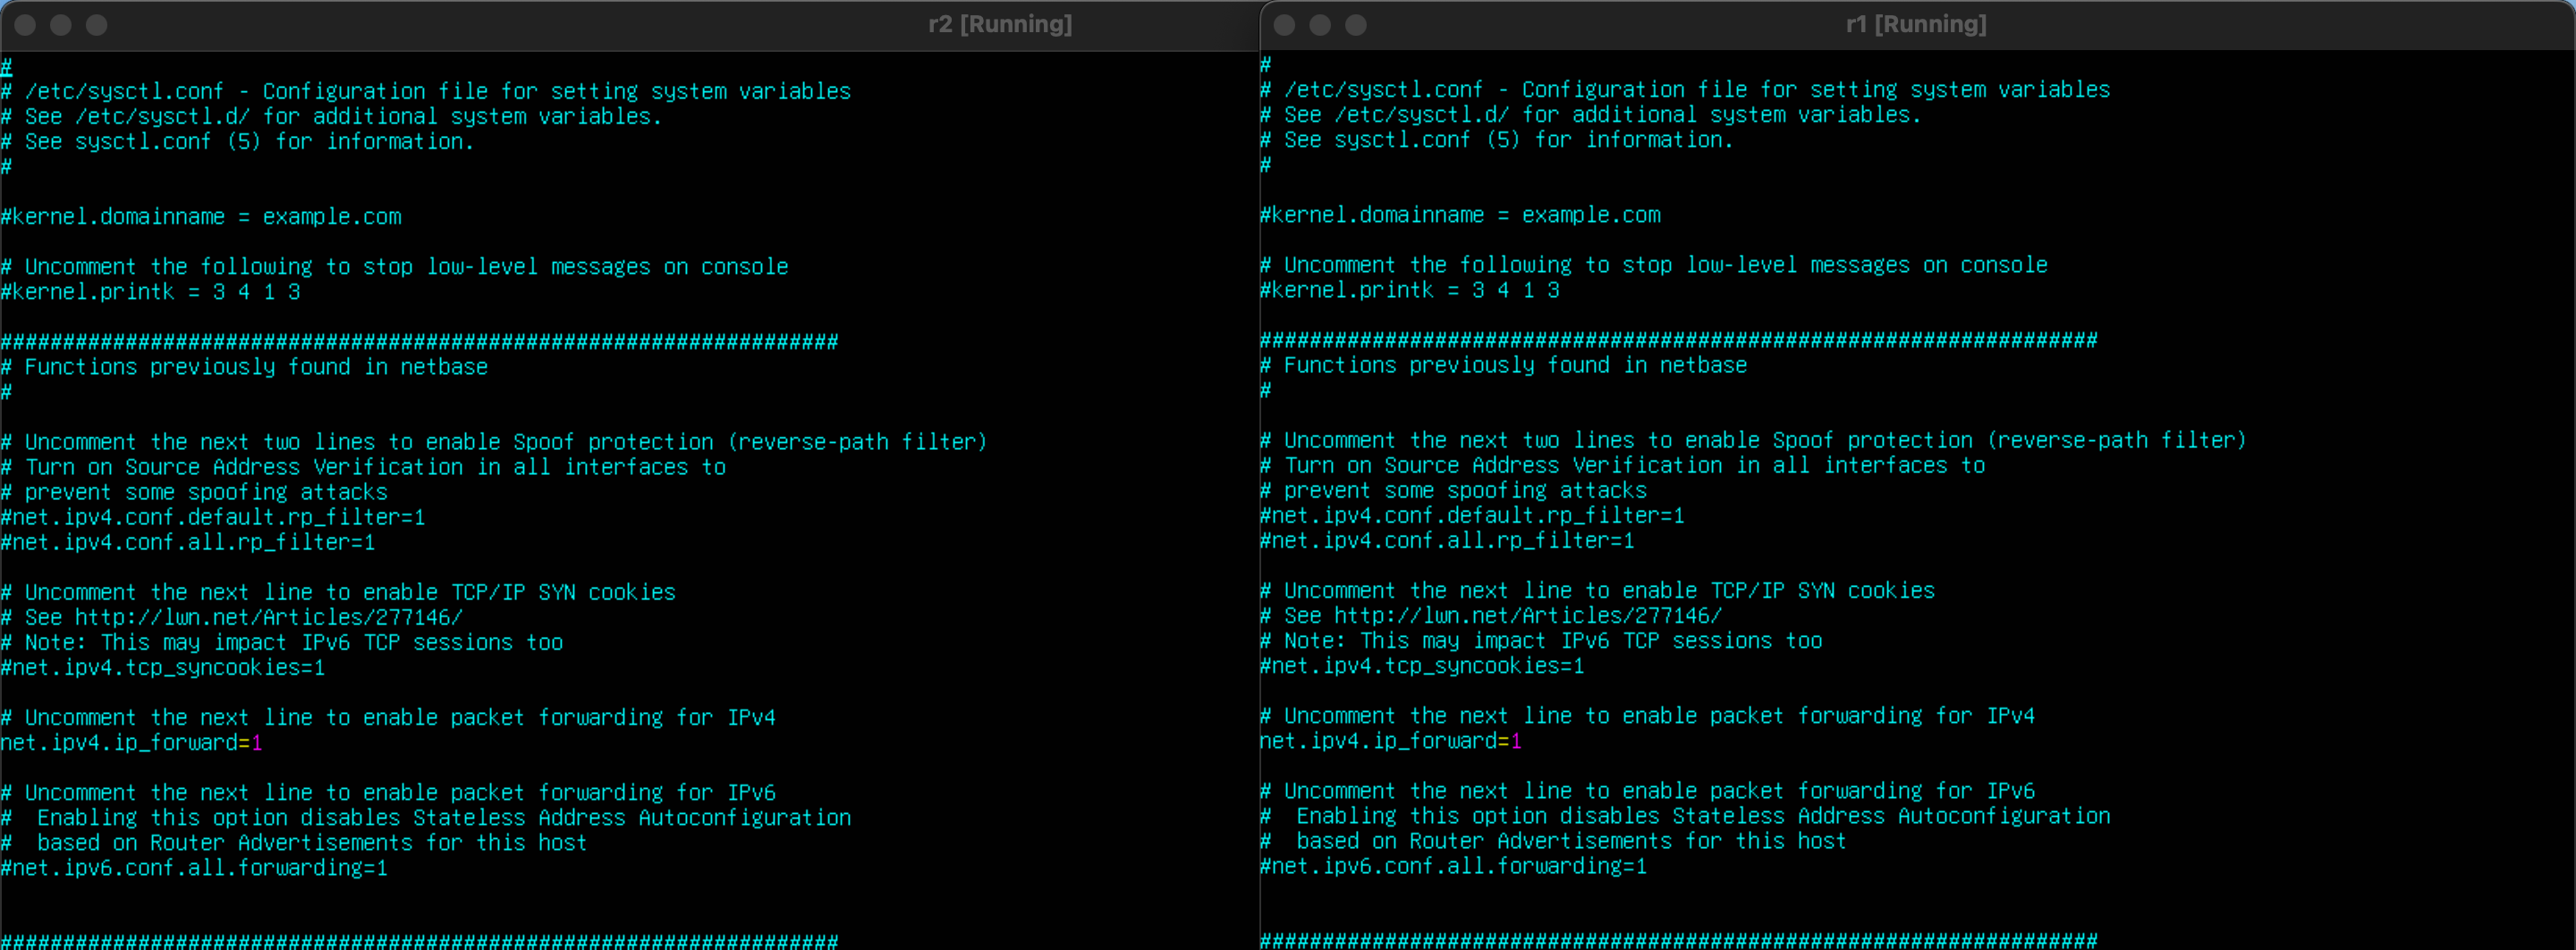 r2 [Running]
#
# /etc/sysctl.conf - Configuration file for setting system variables
# See /etc/sysctl.d/ for additional system variables.
# See sysctl.conf (5) for information.
#
#kernel.domainname = example.com
# Uncomment the following to stop low-level messages on console
#kernel.printk = 3 4 1 3
###################################################################
# Functions previously found in netbase
#
# Uncomment the next two lines to enable Spoof protection (reverse-path filter)
# Turn on Source Address Verification in all interfaces to
# prevent some spoofing attacks
#net.ipv4.conf.default.rp_filter=1
#net.ipv4.conf.all.rp_filter=1
# Uncomment the next line to enable TCP/IP SYN cookies
# See http://lwn.net/Articles/277146/
# Note: This may impact IPv6 TCP sessions too
#net.ipv4.tcp_syncookies=1
# Uncomment the next line to enable packet forwarding for IPv4
net.ipv4.ip_forward=1
# Uncomment the next line to enable packet forwarding for IPv6
#  Enabling this option disables Stateless Address Autoconfiguration
#  based on Router Advertisements for this host
#net.ipv6.conf.all.forwarding=1
###################################################################
r1 [Running]
#
# /etc/sysctl.conf - Configuration file for setting system variables
# See /etc/sysctl.d/ for additional system variables.
# See sysctl.conf (5) for information.
#
#kernel.domainname = example.com
# Uncomment the following to stop low-level messages on console
#kernel.printk = 3 4 1 3
###################################################################
# Functions previously found in netbase
#
# Uncomment the next two lines to enable Spoof protection (reverse-path filter)
# Turn on Source Address Verification in all interfaces to
# prevent some spoofing attacks
#net.ipv4.conf.default.rp_filter=1
#net.ipv4.conf.all.rp_filter=1
# Uncomment the next line to enable TCP/IP SYN cookies
# See http://lwn.net/Articles/277146/
# Note: This may impact IPv6 TCP sessions too
#net.ipv4.tcp_syncookies=1
# Uncomment the next line to enable packet forwarding for IPv4
net.ipv4.ip_forward=1
# Uncomment the next line to enable packet forwarding for IPv6
#  Enabling this option disables Stateless Address Autoconfiguration
#  based on Router Advertisements for this host
#net.ipv6.conf.all.forwarding=1
###################################################################